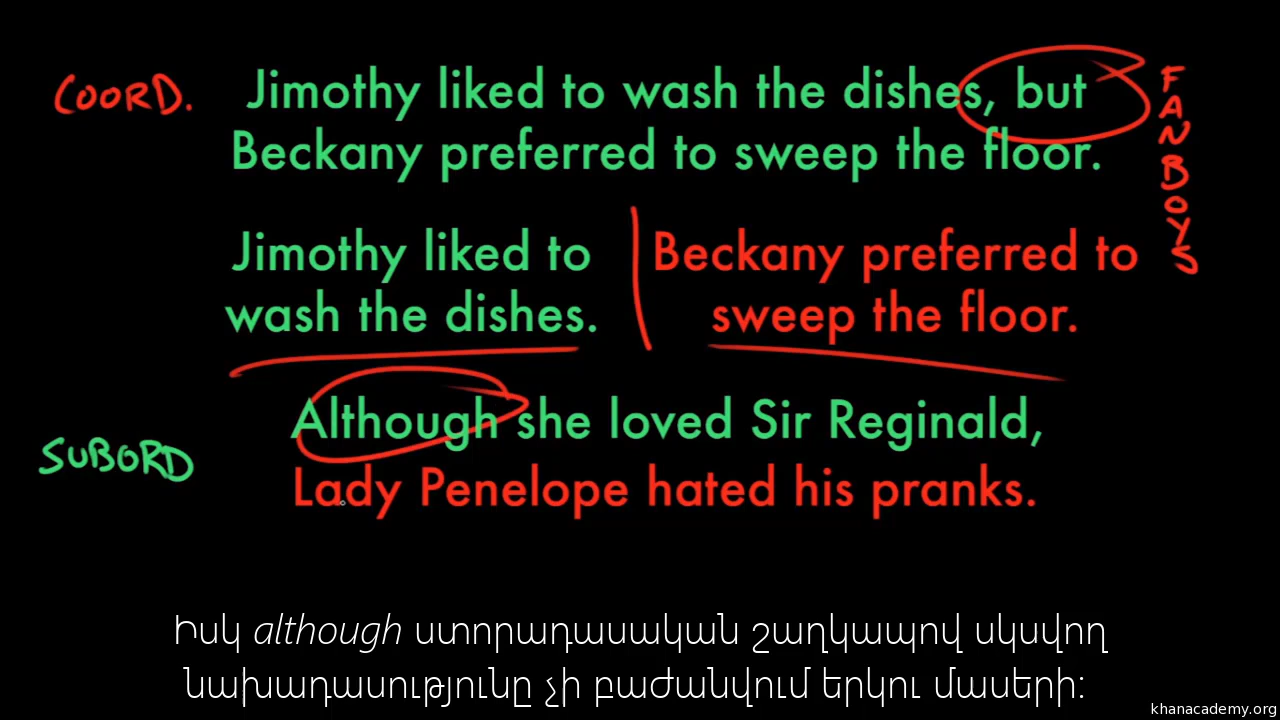 COORD.
Jimothy liked to wash the dishes, but
Beckany preferred to sweep the floor.
FANBOYS
Jimothy liked to
wash the dishes.
Beckany preferred to
sweep the floor.
SUBORD
Although she loved Sir Reginald,
Lady Penelope hated his pranks.
Իսկ although ստորադասական շաղկապով սկսվող
նախադասությունը չի բաժանվում երկու մասերի:
khanacademy.org